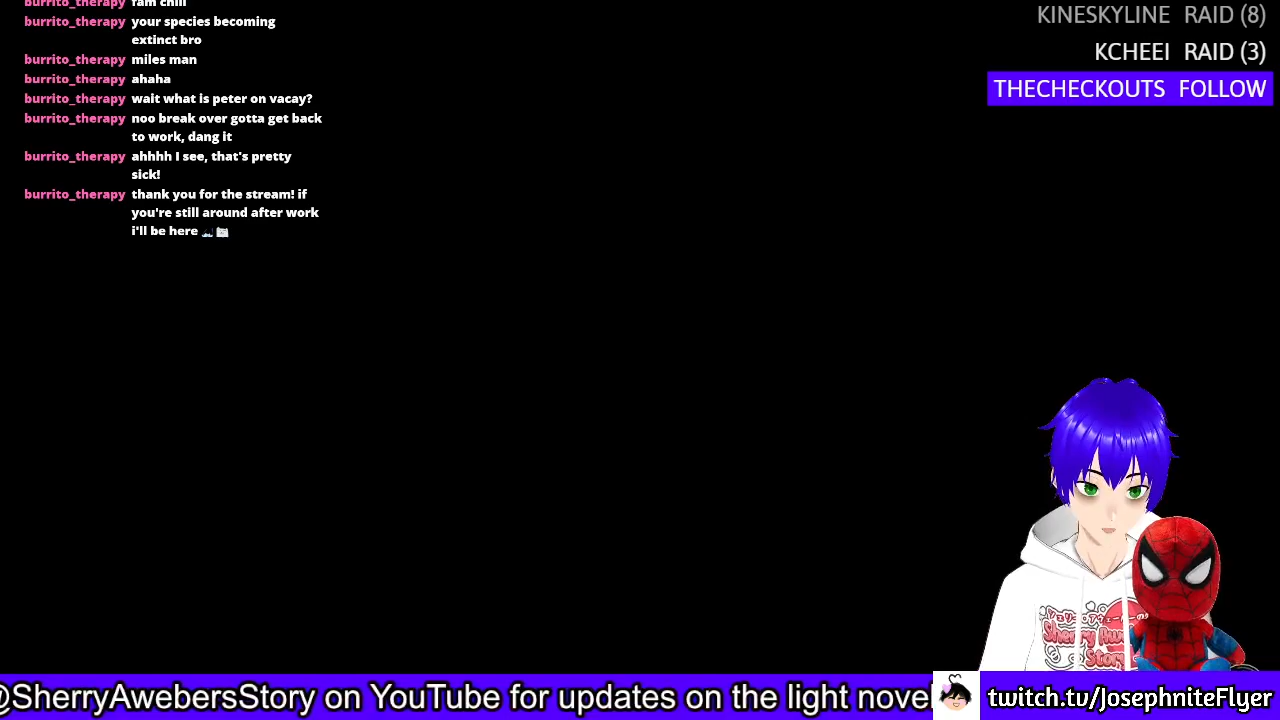 burrito_therapy fam chill
burrito_therapy your species becoming
extinct bro
burrito_therapy miles man
burrito_therapy ahaha
burrito_therapy wait what is peter on vacay?
burrito_therapy noo break over gotta get back
to work, dang it
burrito_therapy ahhhh I see, that's pretty
sick!
burrito_therapy thank you for the stream! if
you're still around after work
i'll be here
KINESKYLINE RAID (8)
KCHEEI RAID (3)
THECHECKOUTS FOLLOW
Sherry Awe
Story
@SherryAwebersStory on YouTube for updates on the light novel
twitch.tv/JosephniteFlyer